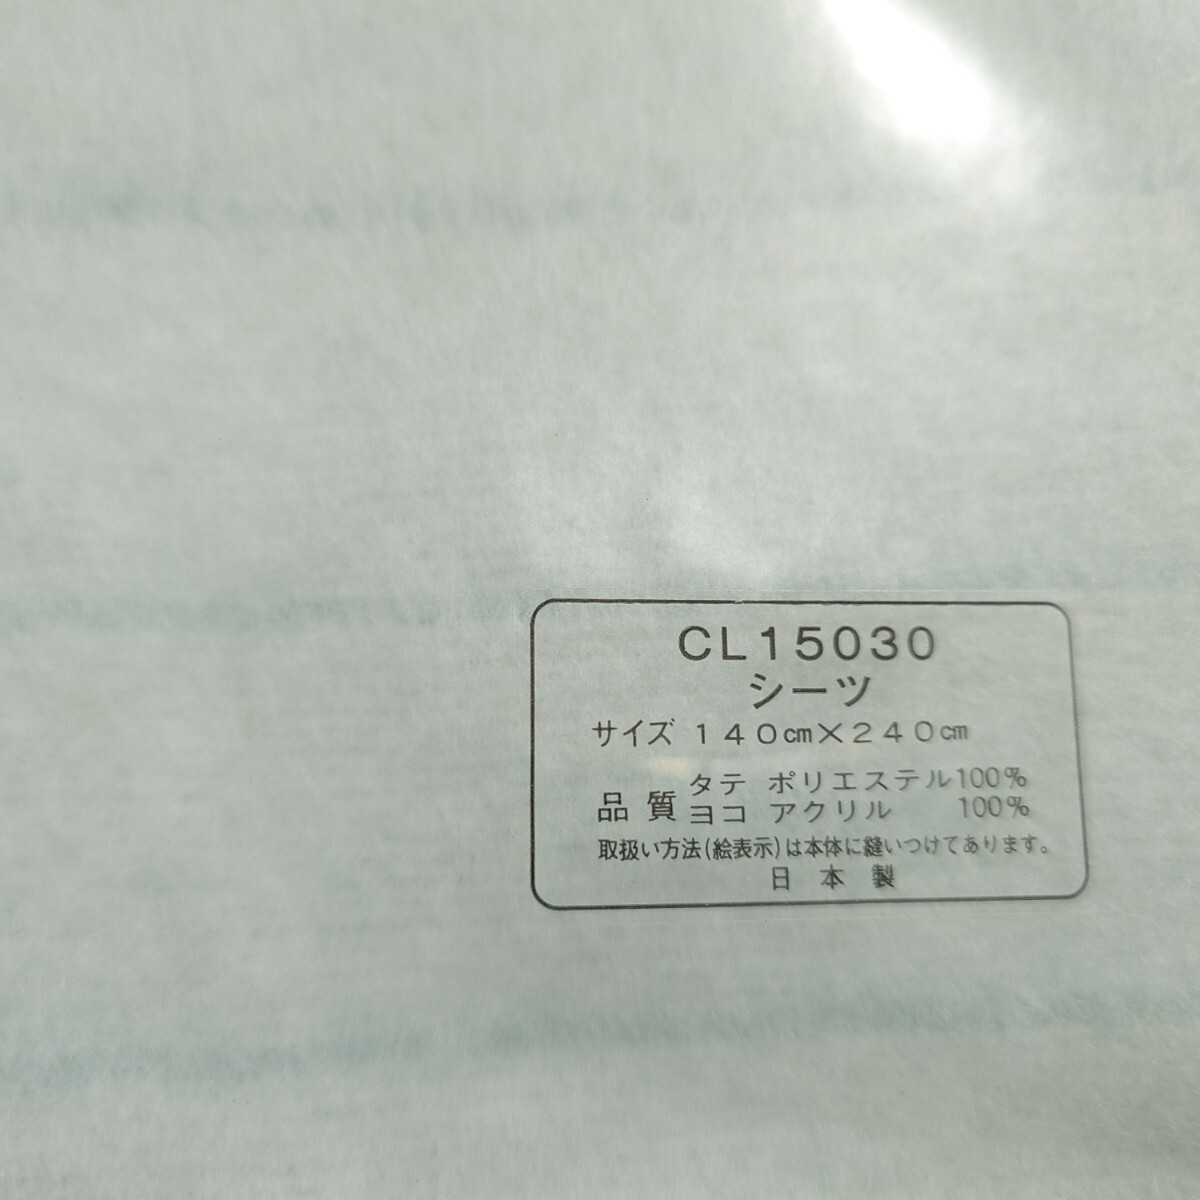 CL15030
シーツ
サイズ 140㎝×240㎝
品質 タテ ポリエステル100%
ヨコ アクリル 100%
取扱い方法(絵表示)は本体に縫いつけてあります。
日本製